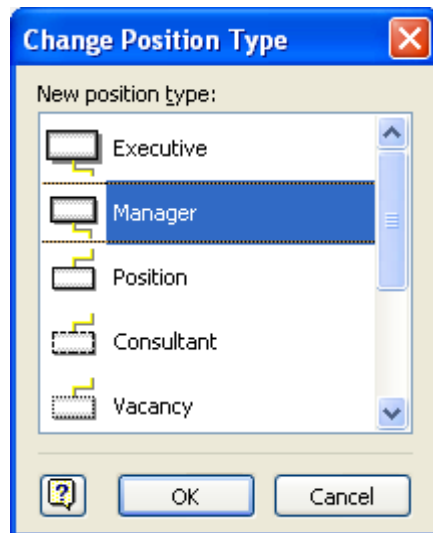 Change Position Type
New position type:
Executive
Manager
Position
Consultant
Vacancy
OK
Cancel